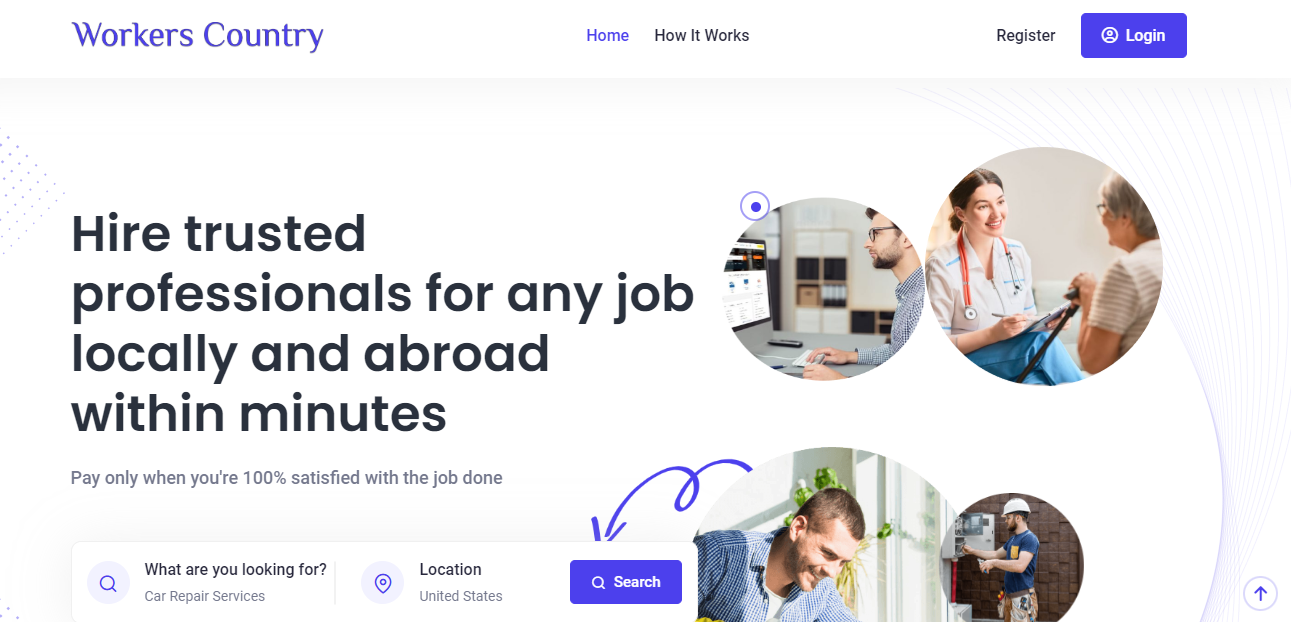 Workers Country
Home
How It Works
Register
Login
Hire trusted
professionals for any job
locally and abroad
within minutes
Pay only when you're 100% satisfied with the job done
What are you looking for?
Car Repair Services
Location
United States
Search